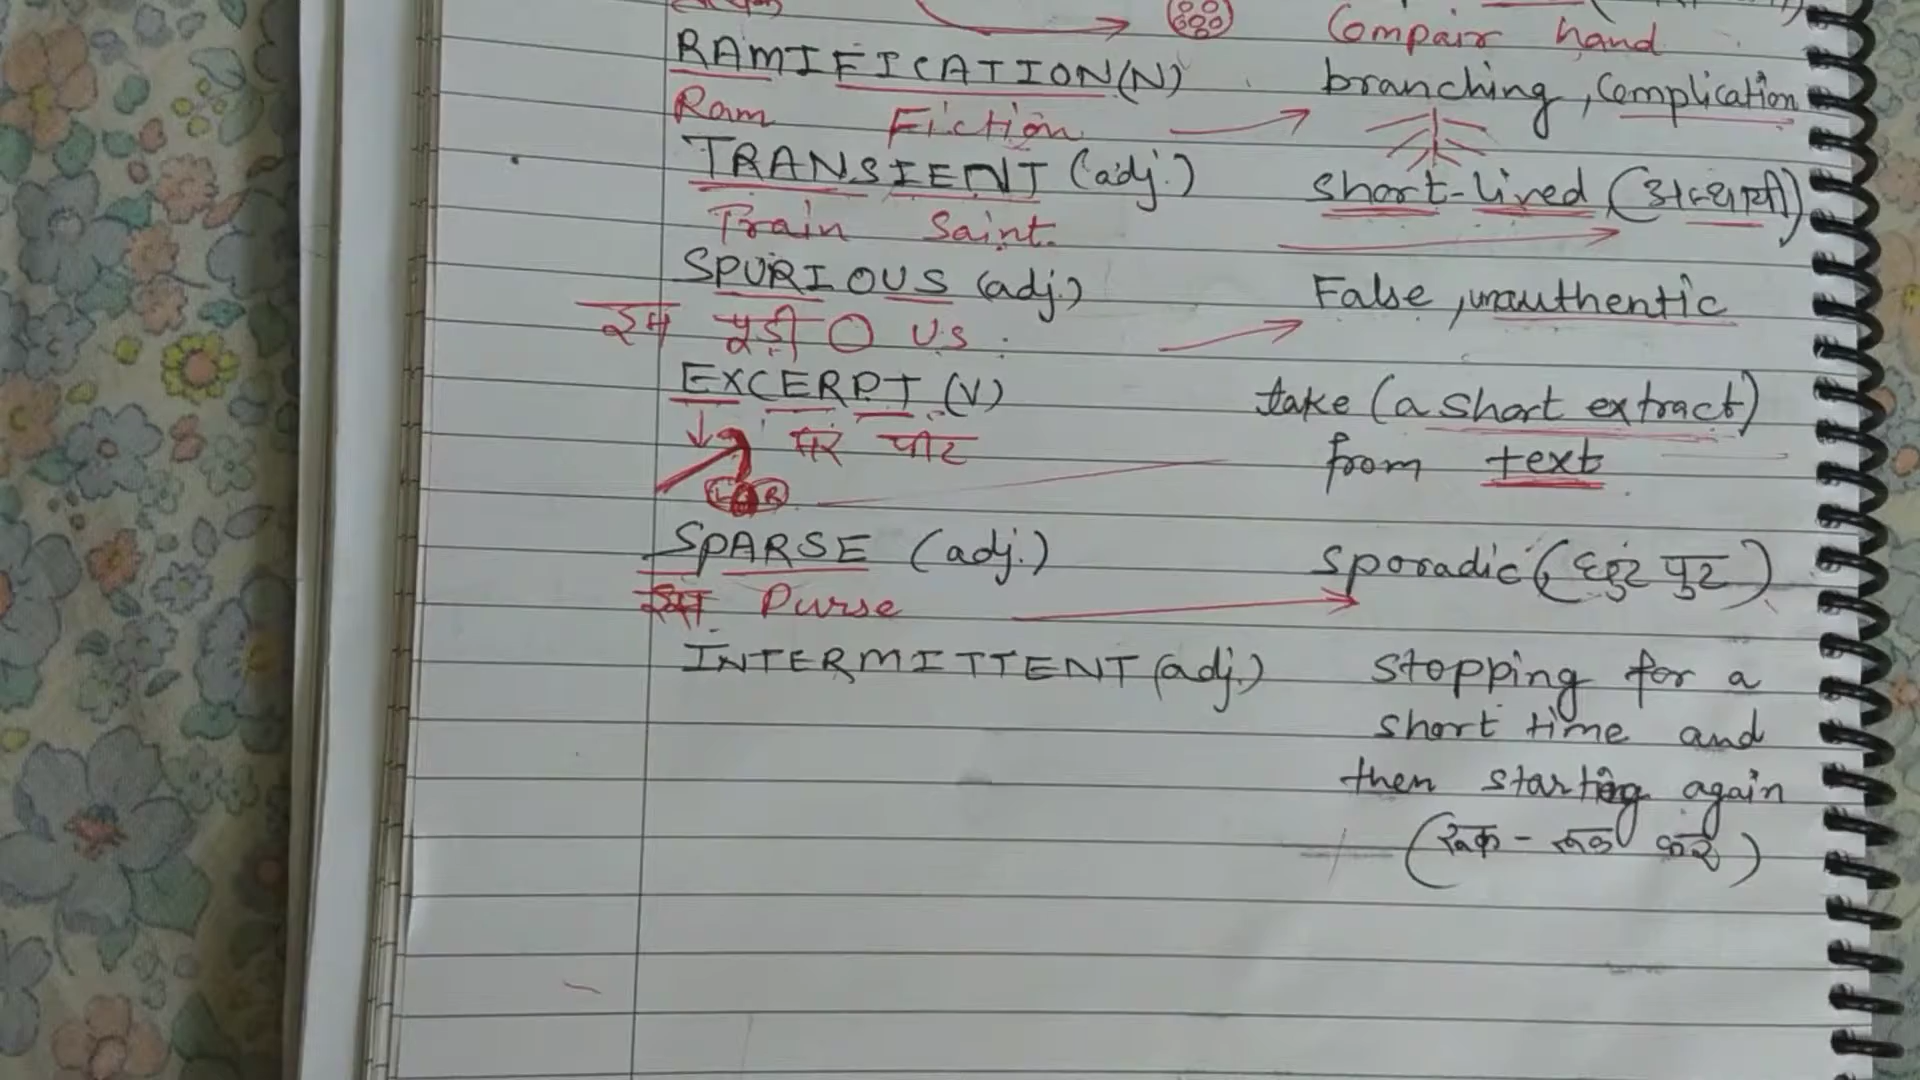 Compair hand
RAMIFICATION(N) branching, Complication
Ram Fiction
TRANSIENT (adj.) short-lived (अस्थायी)
Train Saint.
SPURIOUS (adj.) False, unauthentic
इस पूडी O US
EXCERPT (V) take (a short extract)
सर पीट from text
L R
SPARSE (adj.) Sporadic (छुट पुट)
इस Purse
INTERMITTENT (adj.) stopping for a
short time and
then starting again
(रुक - रुक कर)